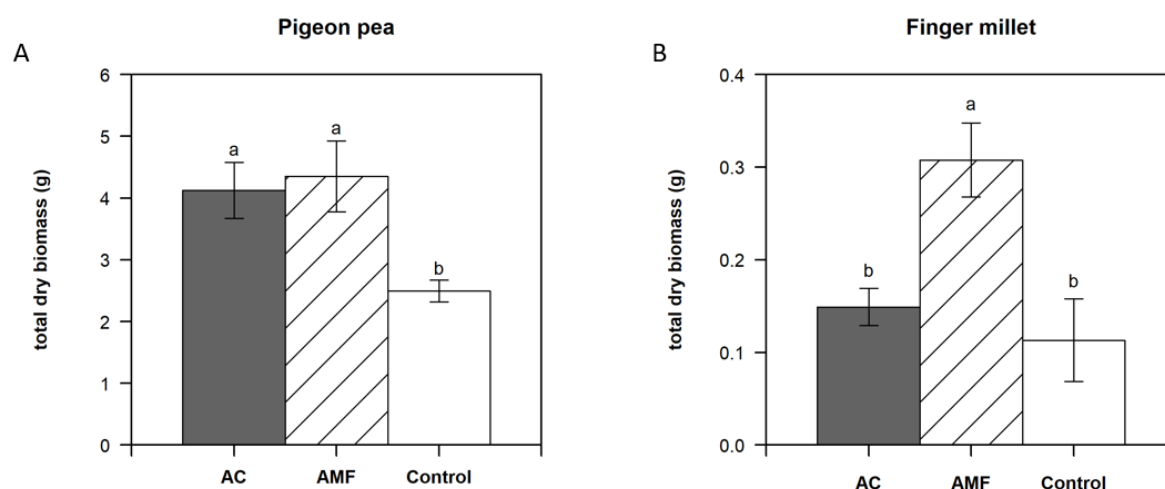 A
Pigeon pea
total dry biomass (g)
6
5
4
3
2
1
0
a
a
b
AC
AMF
Control
B
Finger millet
total dry biomass (g)
0.4
0.3
0.2
0.1
0.0
b
a
b
AC
AMF
Control